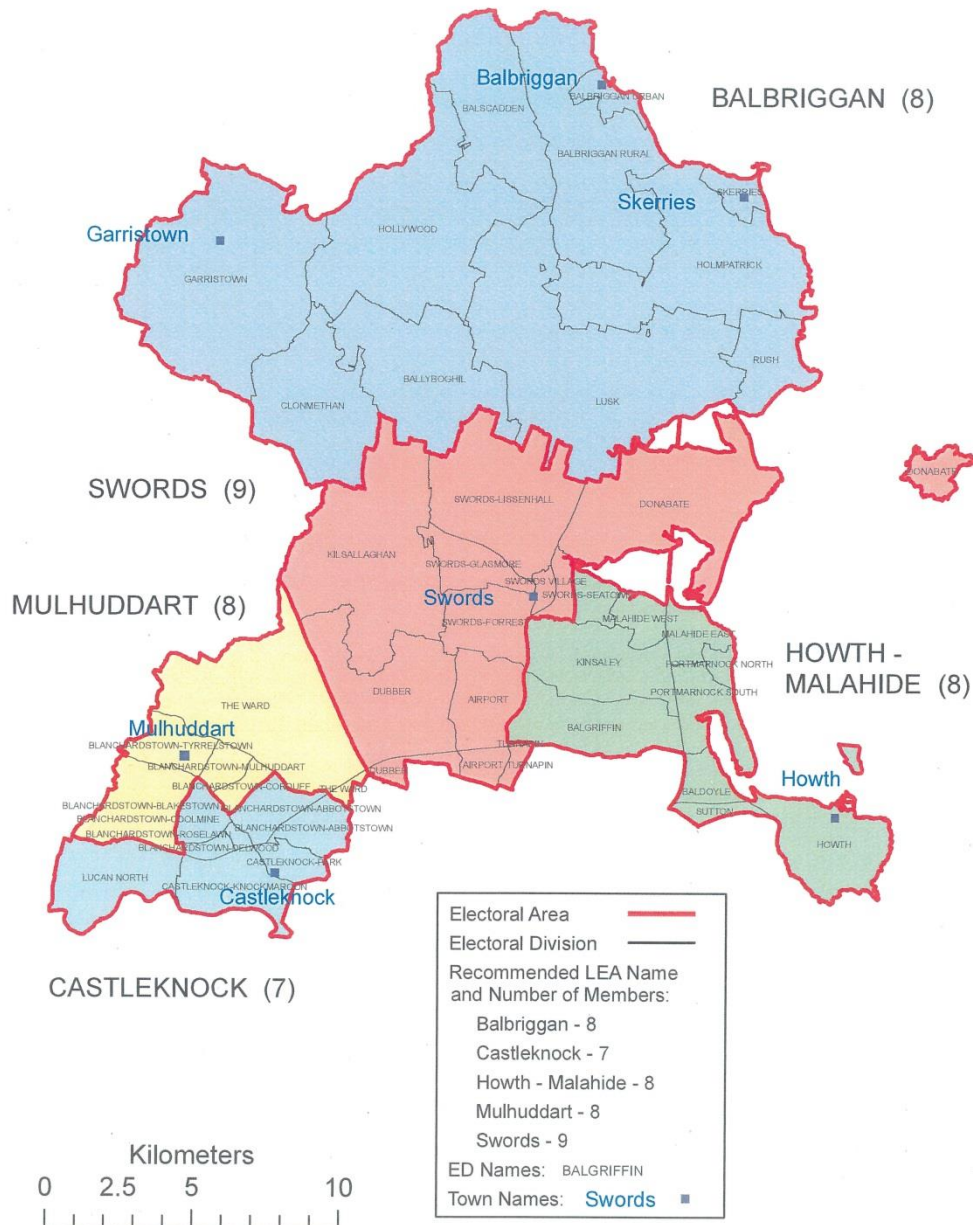 Balbriggan
BALBRIGGAN URBAN
BALBRIGGAN (8)
BALSCADDEN
BALBRIGGAN RURAL
SKERRIES
Skerries
Garristown
HOLLYWOOD
HOLMPATRICK
GARRISTOWN
RUSH
BALLYBOGHIL
LUSK
CLONMETHAN
SWORDS (9)
DONABATE
SWORDS-LISSENHALL
DONABATE
KILSALLAGHAN
SWORDS-GLASMORE
SWORDS VILLAGE
SWORDS-SEATOWN
Swords
MULHUDDART (8)
SWORDS-FORREST
MALAHIDE WEST
MALAHIDE EAST
HOWTH -
MALAHIDE (8)
KINSALEY
PORTMARNOCK NORTH
DUBBER
AIRPORT
PORTMARNOCK SOUTH
THE WARD
BALGRIFFIN
Mulhuddart
BLANCHARDSTOWN-TYRRELSTOWN
TURNAPIN
BLANCHARDSTOWN-MULHUDDART
DUBBER
AIRPORT
TURNAPIN
BLANCHARDSTOWN-CORDUFF
THE WARD
Howth
BALDOYLE
BLANCHARDSTOWN-BLAKESTOWN
BLANCHARDSTOWN-ABBOTSTOWN
SUTTON
BLANCHARDSTOWN-COOLMINE
BLANCHARDSTOWN-ABBOTSTOWN
BLANCHARDSTOWN-ROSELAWN
HOWTH
BLANCHARDSTOWN-DELWOOD
CASTLEKNOCK-PARK
LUCAN NORTH
CASTLEKNOCK-KNOCKMAROON
Castleknock
CASTLEKNOCK (7)
Electoral Area
Electoral Division
Recommended LEA Name
and Number of Members:
Balbriggan - 8
Castleknock - 7
Howth - Malahide - 8
Mulhuddart - 8
Swords - 9
ED Names: BALGRIFFIN
Town Names: Swords
Kilometers
0 2.5 5 10